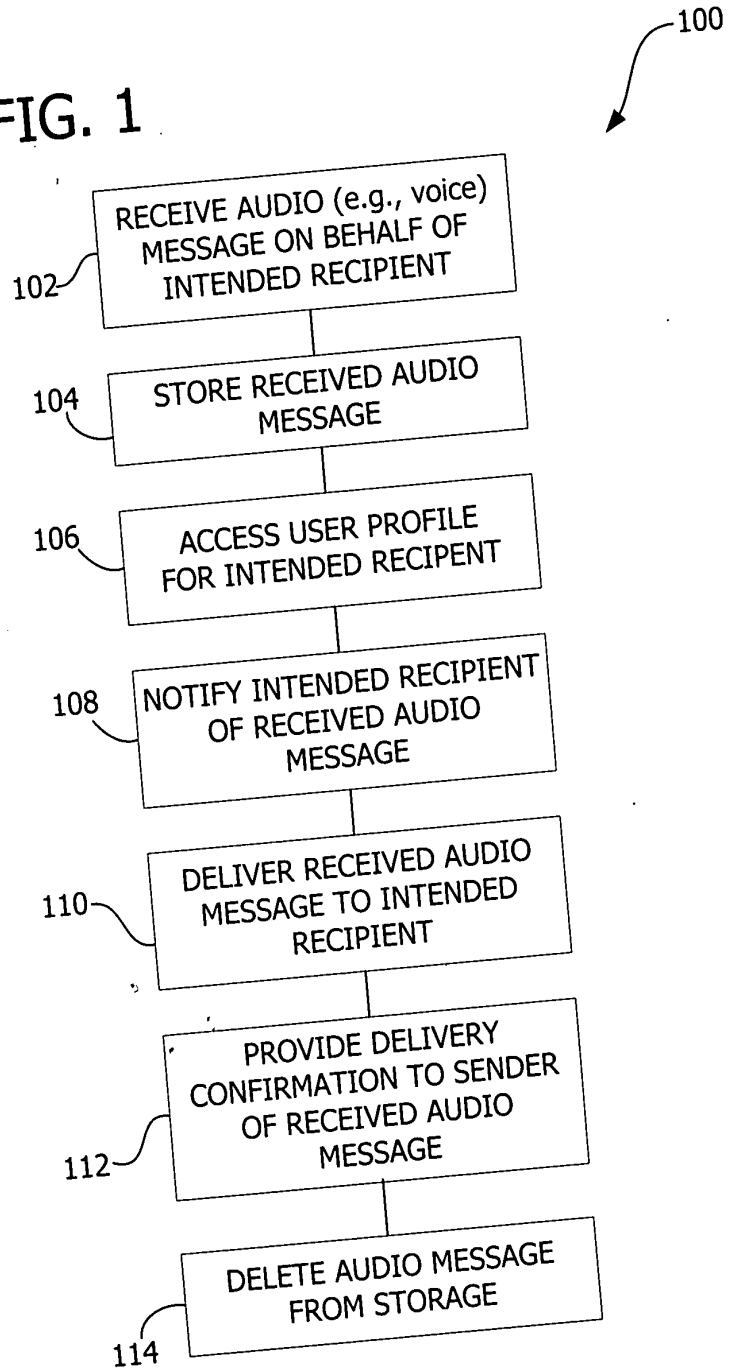 100
FIG. 1
RECEIVE AUDIO (e.g., voice)
MESSAGE ON BEHALF OF
INTENDED RECIPIENT
102
STORE RECEIVED AUDIO
MESSAGE
104
ACCESS USER PROFILE
FOR INTENDED RECIPENT
106
NOTIFY INTENDED RECIPIENT
OF RECEIVED AUDIO
MESSAGE
108
DELIVER RECEIVED AUDIO
MESSAGE TO INTENDED
RECIPIENT
110
PROVIDE DELIVERY
CONFIRMATION TO SENDER
OF RECEIVED AUDIO
MESSAGE
112
DELETE AUDIO MESSAGE
FROM STORAGE
114